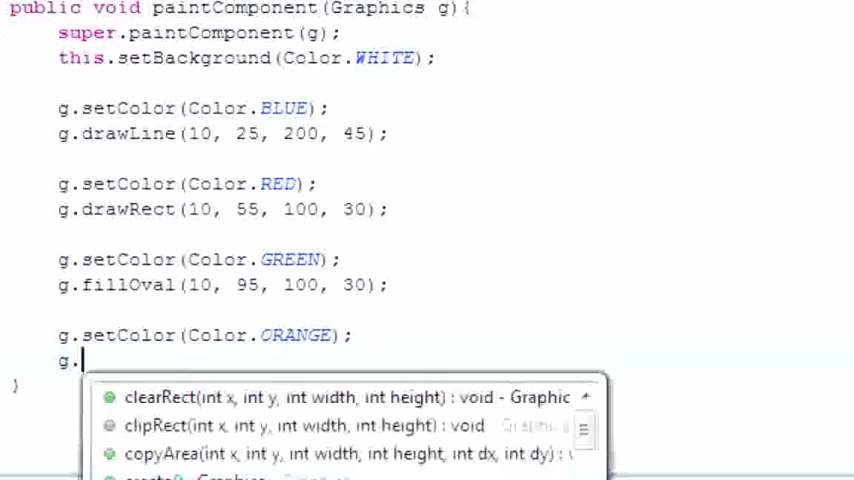 public void paintComponent(Graphics g){
super.paintComponent(g);
this.setBackground(Color.WHITE);
g.setColor(Color.BLUE);
g.drawLine(10, 25, 200, 45);
g.setColor(Color.RED);
g.drawRect(10, 55, 100, 30);
g.setColor(Color.GREEN);
g.fillOval(10, 95, 100, 30);
g.setColor(Color.ORANGE);
g.
}
clearRect(int x, int y, int width, int height) : void - Graphic
clipRect(int x, int y, int width, int height) : void
copyArea(int x, int y, int width, int height, int dx, int dy) :